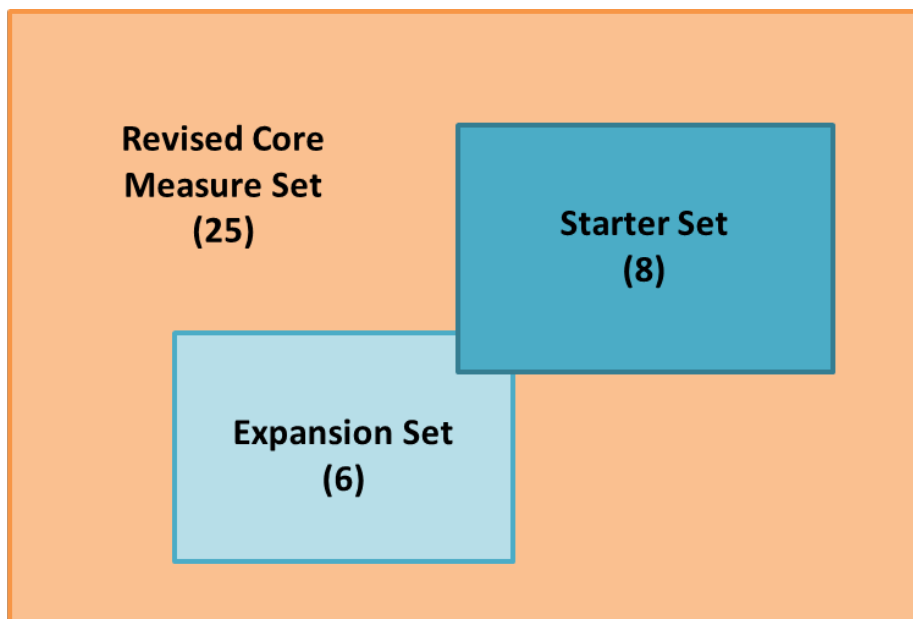 Revised Core
Measure Set
(25)
Starter Set
(8)
Expansion Set
(6)